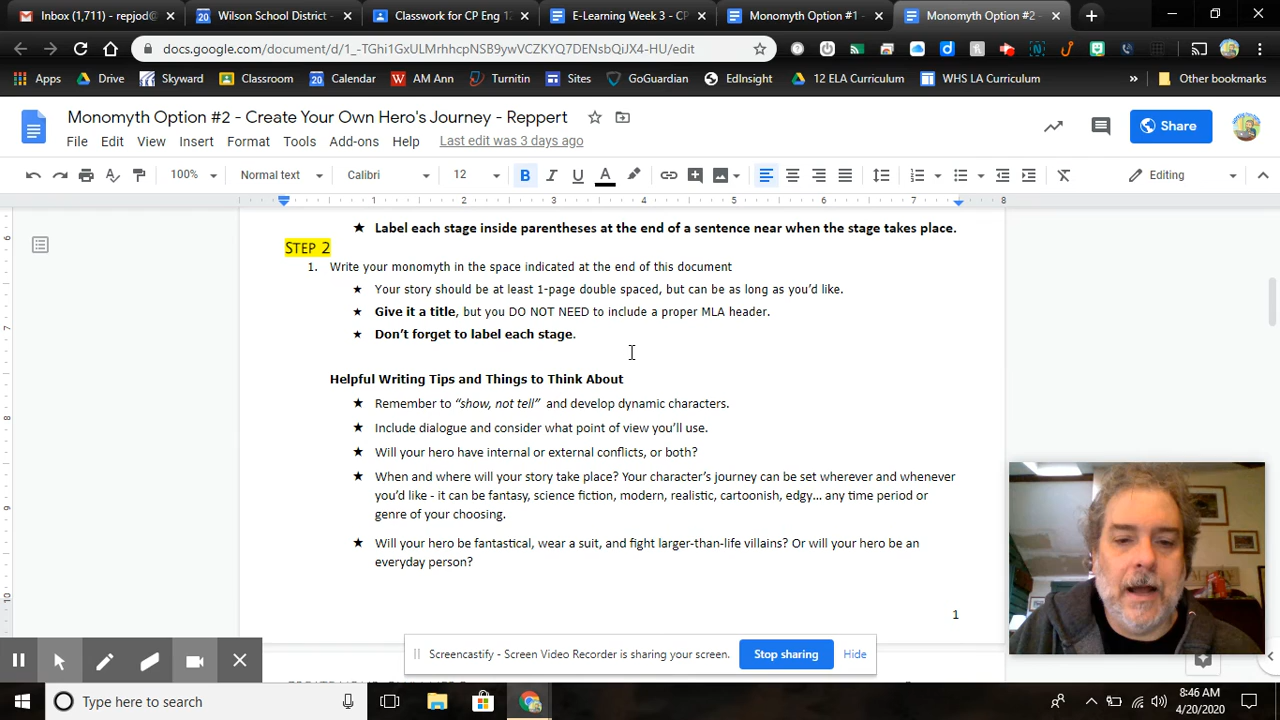 Inbox (1,711) - repjod@
Wilson School District -
Classwork for CP Eng 12
E-Learning Week 3 - CP
Monomyth Option #1 -
Monomyth Option #2 -
docs.google.com/document/d/1_-TGhi1GxULMrhhcpNSB9ywVCZKYQ7DENsbQiJX4-HU/edit
Apps
Drive
Skyward
Classroom
Calendar
AM Ann
Turnitin
Sites
GoGuardian
EdInsight
12 ELA Curriculum
WHS LA Curriculum
Other bookmarks
Monomyth Option #2 - Create Your Own Hero's Journey - Reppert
File Edit View Insert Format Tools Add-ons Help Last edit was 3 days ago
Share
100% Normal text Calibri 12 B I U A Editing
1 2 3 4 5 6 7 8
★ Label each stage inside parentheses at the end of a sentence near when the stage takes place.
STEP 2
1. Write your monomyth in the space indicated at the end of this document
★ Your story should be at least 1-page double spaced, but can be as long as you'd like.
★ Give it a title, but you DO NOT NEED to include a proper MLA header.
★ Don't forget to label each stage.
Helpful Writing Tips and Things to Think About
★ Remember to "show, not tell" and develop dynamic characters.
★ Include dialogue and consider what point of view you'll use.
★ Will your hero have internal or external conflicts, or both?
★ When and where will your story take place? Your character's journey can be set wherever and whenever
you'd like - it can be fantasy, science fiction, modern, realistic, cartoonish, edgy... any time period or
genre of your choosing.
★ Will your hero be fantastical, wear a suit, and fight larger-than-life villains? Or will your hero be an
everyday person?
1
Screencastify - Screen Video Recorder is sharing your screen.
Stop sharing
Hide
Type here to search
:46 AM
4/20/2020